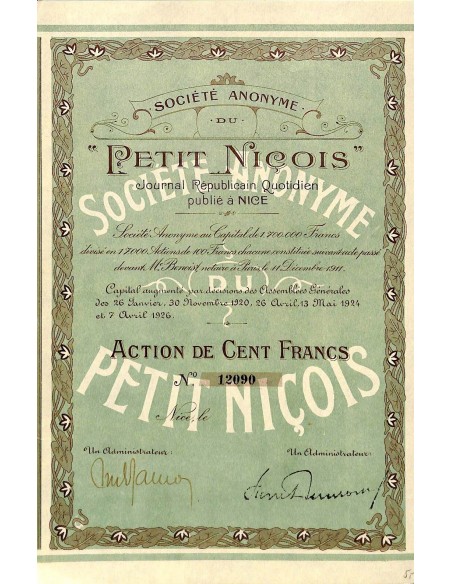 SOCIÉTÉ ANONYME
DU
"PETIT NIÇOIS"
Journal Républicain Quotidien
publié à NICE
SOCIÉTÉ ANONYME
Société Anonyme au Capital de 1.700.000 Francs
divisé en 17000 Actions de 100 Francs chacune constituée suivant acte passé
devant Me Benoist, notaire à Paris le 11 Décembre 1911.
Capital augmenté par décisions des Assemblées Générales
des 26 Janvier, 30 Novembre 1920, 26 Avril, 13 Mai 1924
et 7 Avril 1926.
ACTION DE CENT FRANCS
No 12090
PETIT NIÇOIS
Nice, le
Un Administrateur:
Un Administrateur: